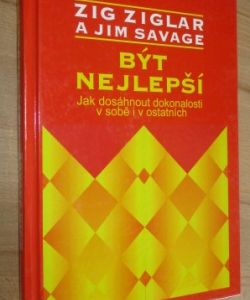 ZIG ZIGLAR
A JIM SAVAGE
BÝT
NEJLEPŠÍ
Jak dosáhnout dokonalosti
v sobě i v ostatních